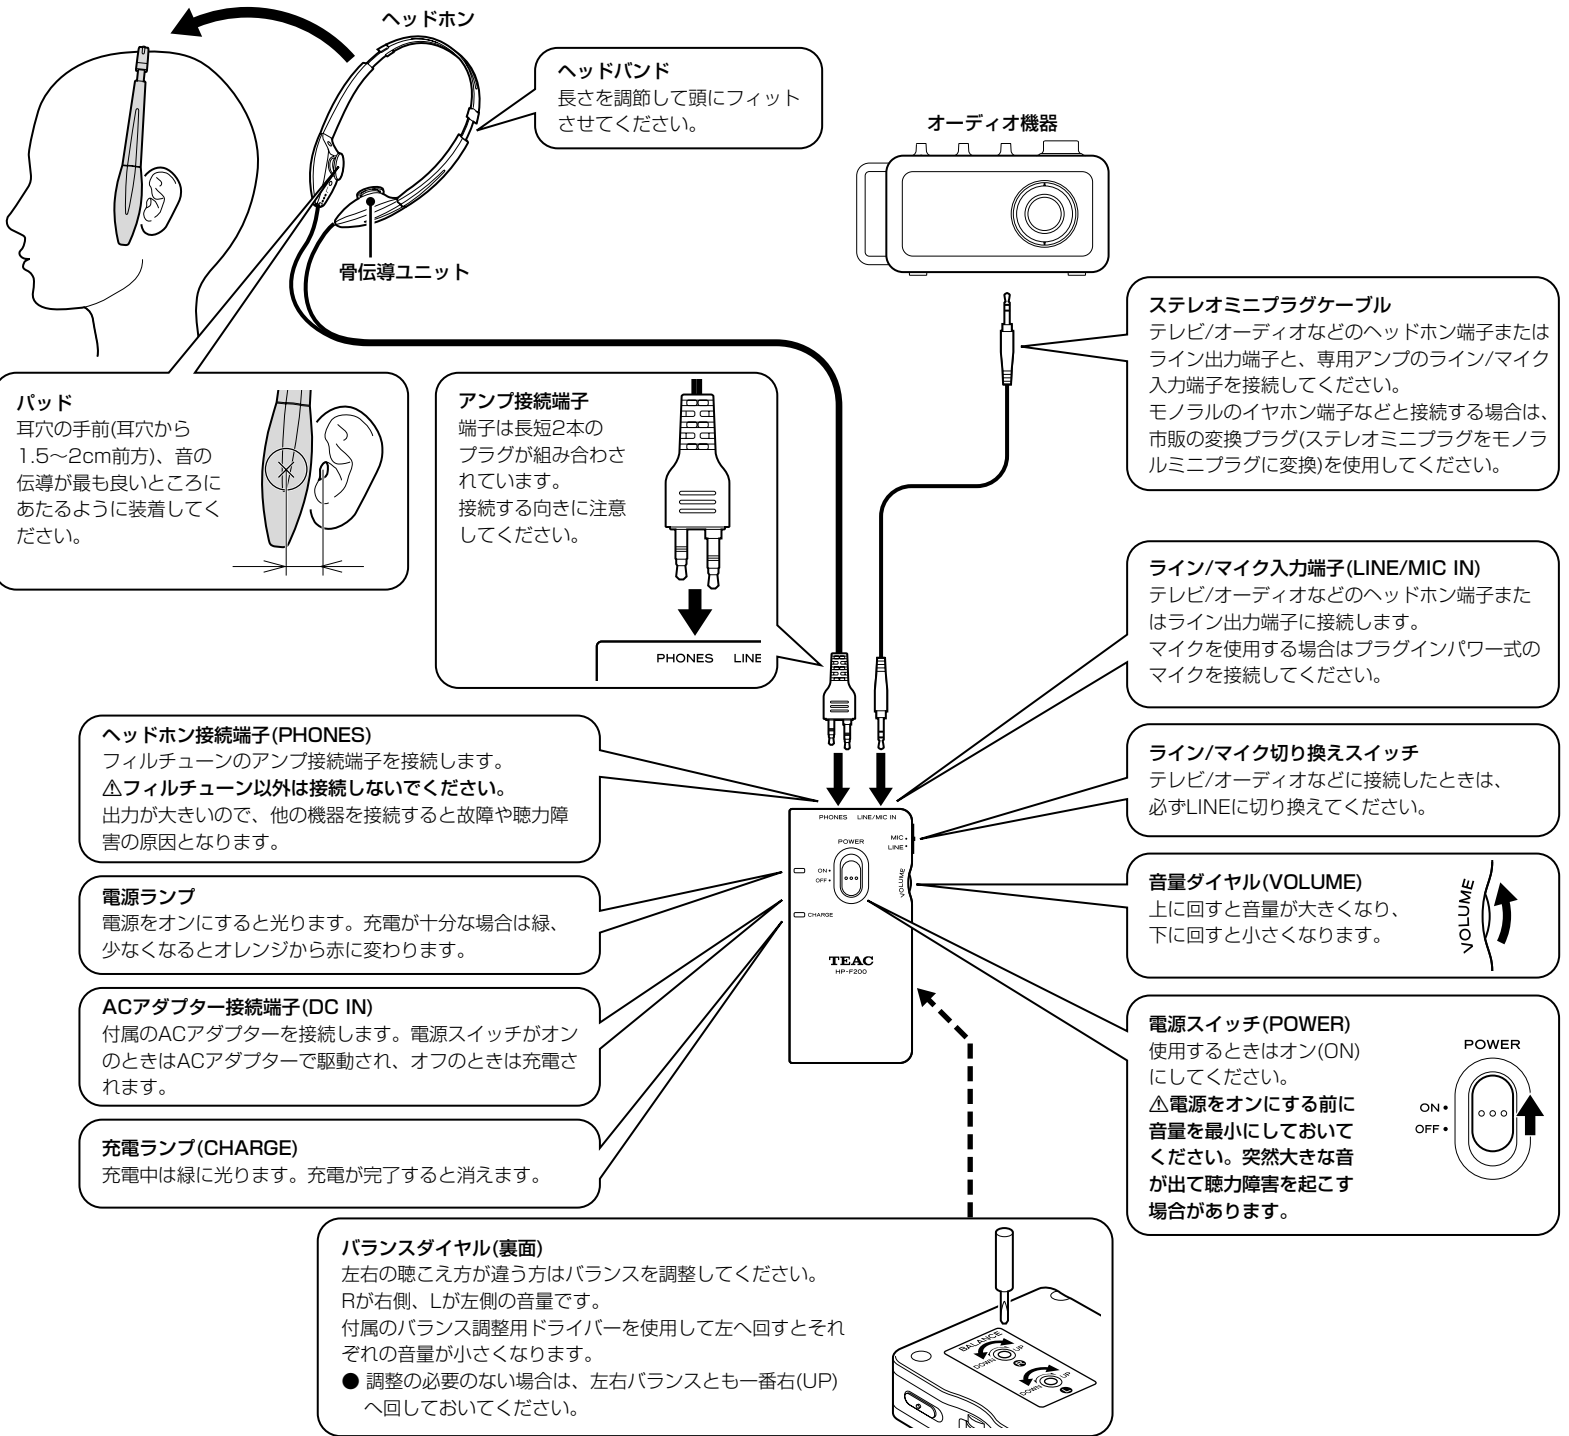 ヘッドホン
ヘッドバンド
長さを調節して頭にフィット
させてください。
オーディオ機器
骨伝導ユニット
ステレオミニプラグケーブル
テレビ/オーディオなどのヘッドホン端子または
ライン出力端子と、専用アンプのライン/マイク
入力端子を接続してください。
モノラルのイヤホン端子などと接続する場合は、
市販の変換プラグ(ステレオミニプラグをモノラ
ルミニプラグに変換)を使用してください。
パッド
耳穴の手前(耳穴から
1.5〜2cm前方)、音の
伝導が最も良いところに
あたるように装着してく
ださい。
アンプ接続端子
端子は長短2本の
プラグが組み合わさ
れています。
接続する向きに注意
してください。
PHONES LINE
ライン/マイク入力端子(LINE/MIC IN)
テレビ/オーディオなどのヘッドホン端子また
はライン出力端子に接続します。
マイクを使用する場合はプラグインパワー式の
マイクを接続してください。
ヘッドホン接続端子(PHONES)
フィルチューンのアンプ接続端子を接続します。
⚠フィルチューン以外は接続しないでください。
出力が大きいので、他の機器を接続すると故障や聴力障
害の原因となります。
ライン/マイク切り換えスイッチ
テレビ/オーディオなどに接続したときは、
必ずLINEに切り換えてください。
PHONES LINE/MIC IN
MIC•
LINE•
POWER
ON•
OFF•
VOLUME
CHARGE
TEAC
HP-F200
電源ランプ
電源をオンにすると光ります。充電が十分な場合は緑、
少なくなるとオレンジから赤に変わります。
音量ダイヤル(VOLUME)
上に回すと音量が大きくなり、
下に回すと小さくなります。
VOLUME
ACアダプター接続端子(DC IN)
付属のACアダプターを接続します。電源スイッチがオン
のときはACアダプターで駆動され、オフのときは充電さ
れます。
電源スイッチ(POWER)
使用するときはオン(ON)
にしてください。
⚠電源をオンにする前に
音量を最小にしておいて
ください。突然大きな音
が出て聴力障害を起こす
場合があります。
POWER
ON•
OFF•
充電ランプ(CHARGE)
充電中は緑に光ります。充電が完了すると消えます。
バランスダイヤル(裏面)
左右の聴こえ方が違う方はバランスを調整してください。
Rが右側、Lが左側の音量です。
付属のバランス調整用ドライバーを使用して左へ回すとそれ
ぞれの音量が小さくなります。
● 調整の必要のない場合は、左右バランスとも一番右(UP)
へ回しておいてください。
BALANCE
DOWN UP
R
DOWN UP
L